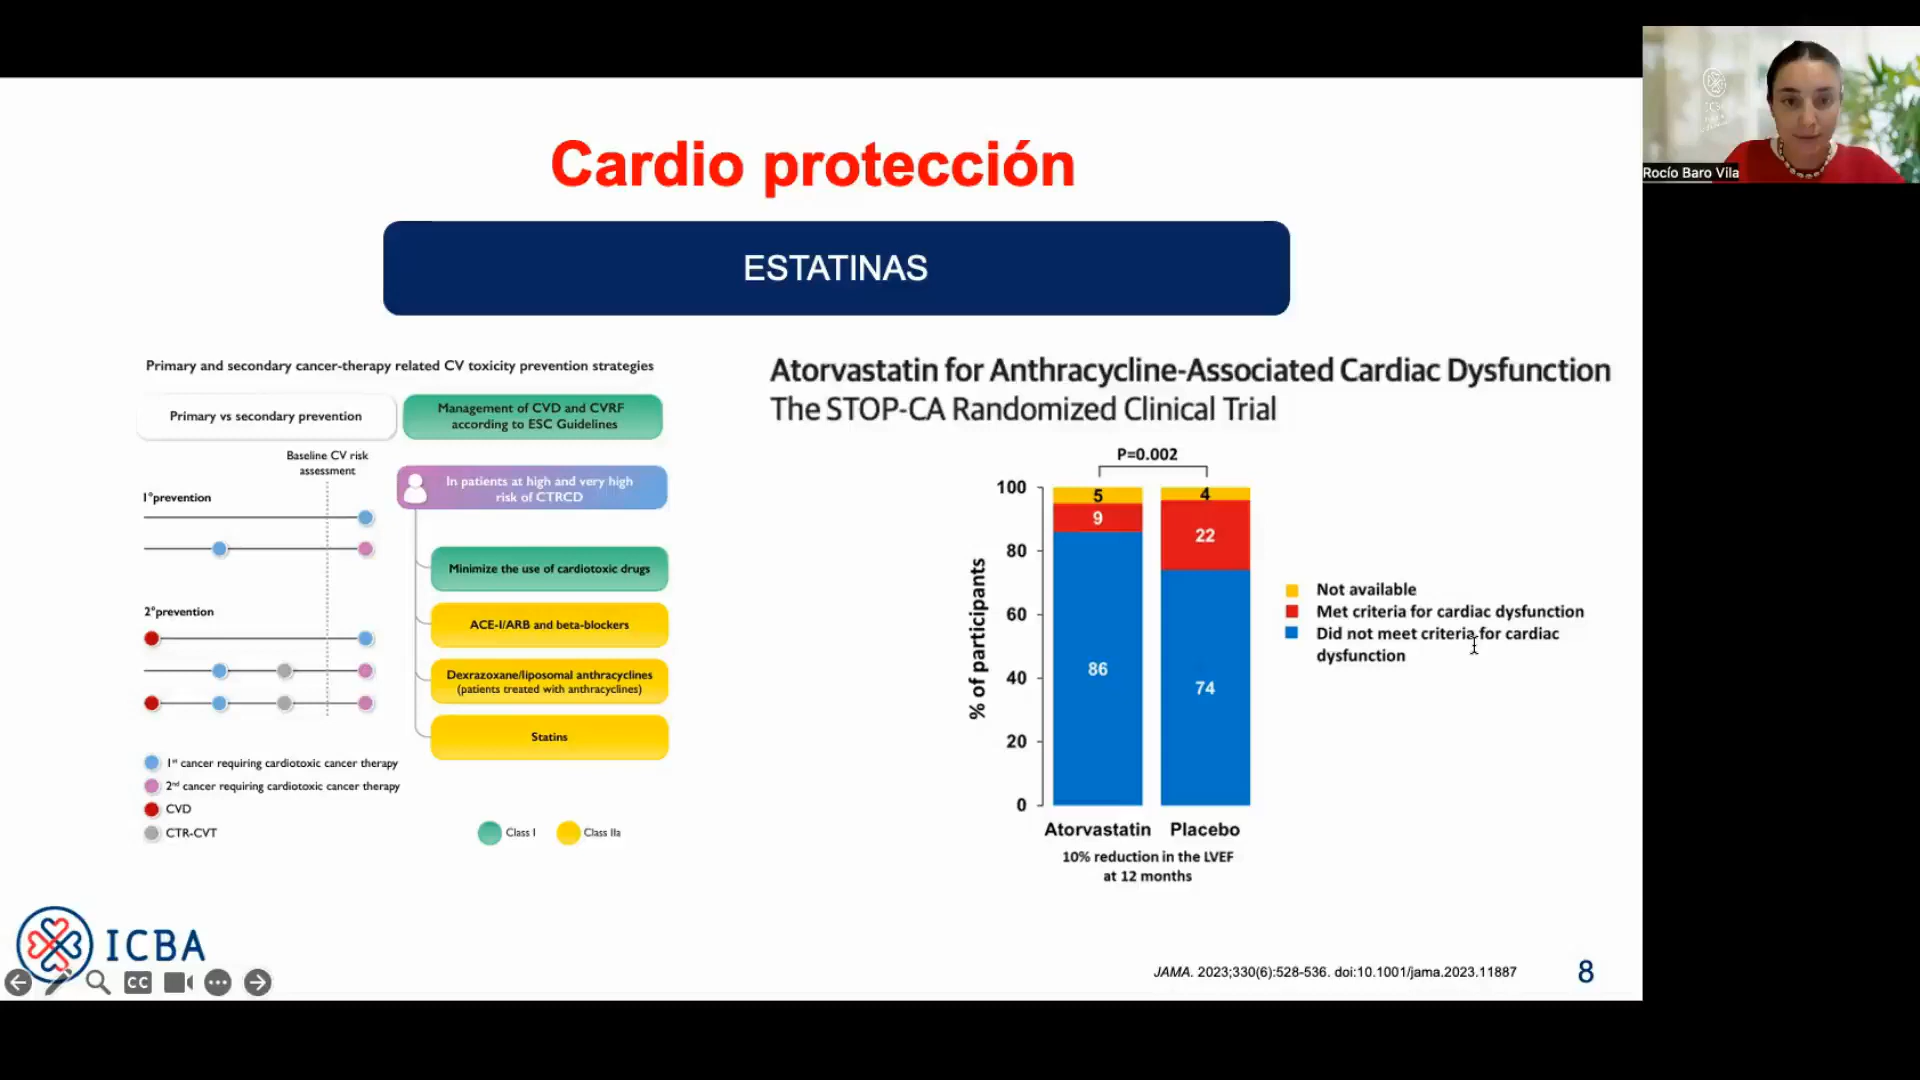 Cardio protección
ESTATINAS
Primary and secondary cancer-therapy related CV toxicity prevention strategies
Primary vs secondary prevention
Management of CVD and CVRF
according to ESC Guidelines
Baseline CV risk
assessment
In patients at high and very high
risk of CTRCD
1°prevention
Minimize the use of cardiotoxic drugs
2°prevention
ACE-I/ARB and beta-blockers
Dexrazoane/liposomal anthracyclines
(patients treated with anthracyclines)
Statins
1st cancer requiring cardiotoxic cancer therapy
2nd cancer requiring cardiotoxic cancer therapy
CVD
CTR-CVT
Class I
Class IIa
Atorvastatin for Anthracycline-Associated Cardiac Dysfunction
The STOP-CA Randomized Clinical Trial
P=0.002
% of participants
100
80
60
40
20
0
5
9
86
4
22
74
Atorvastatin
Placebo
10% reduction in the LVEF
at 12 months
Not available
Met criteria for cardiac dysfunction
Did not meet criteria for cardiac
dysfunction
ICBA
CC
JAMA. 2023;330(6):528-536. doi:10.1001/jama.2023.11887
8
Rocío Baro Vila